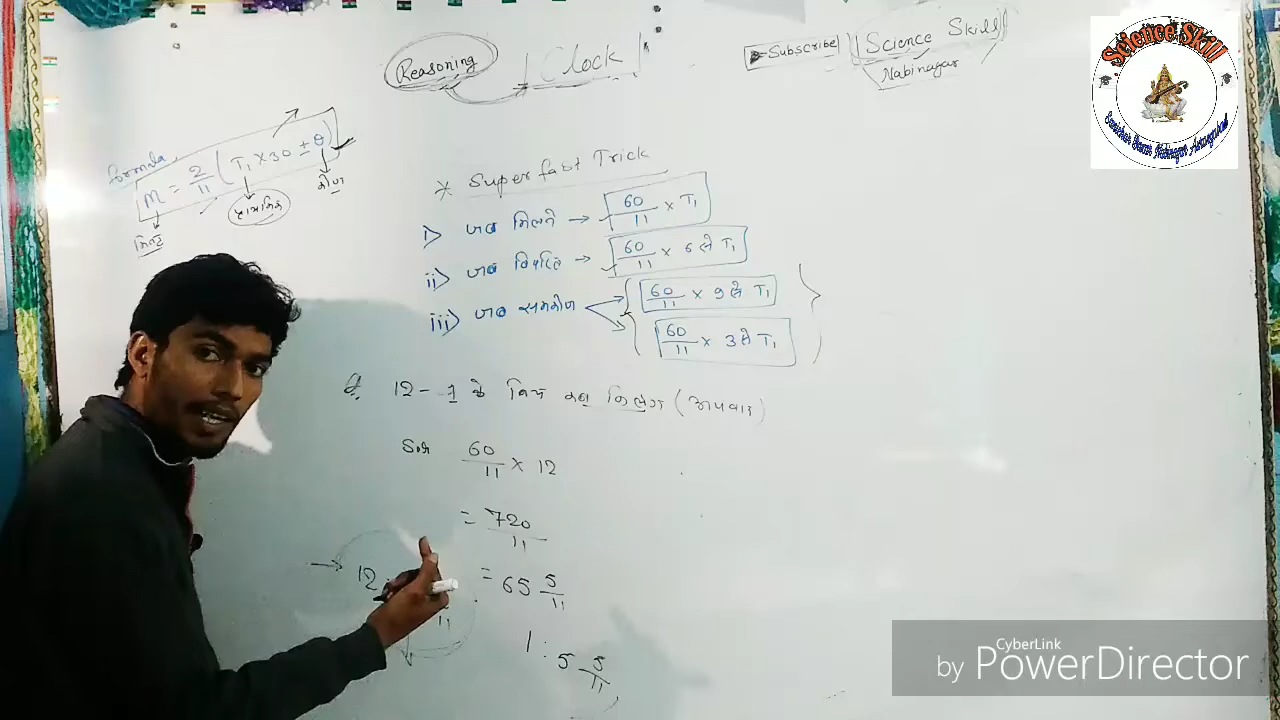 Reasoning
Clock
Subscribe
Science Skill
Nabinagar
Science Skill
formula
m = 2/11 ( T₁ × 30 ± θ )
मिनट
प्रारंभिक
कोण
* Super fast Trick
i> जब मिलने → 60/11 × T₁
ii> जब विपरित → 60/11 × 6 से T₁
iii> जब समकोण
60/11 × 9 से T₁
60/11 × 3 से T₁
Q. 12 - 1 के बिच कब मिलेगा (अपवाद)
Sol 60/11 × 12
= 720/11
= 65 5/11
12
11
1 : 5 5/11
CyberLink
by PowerDirector